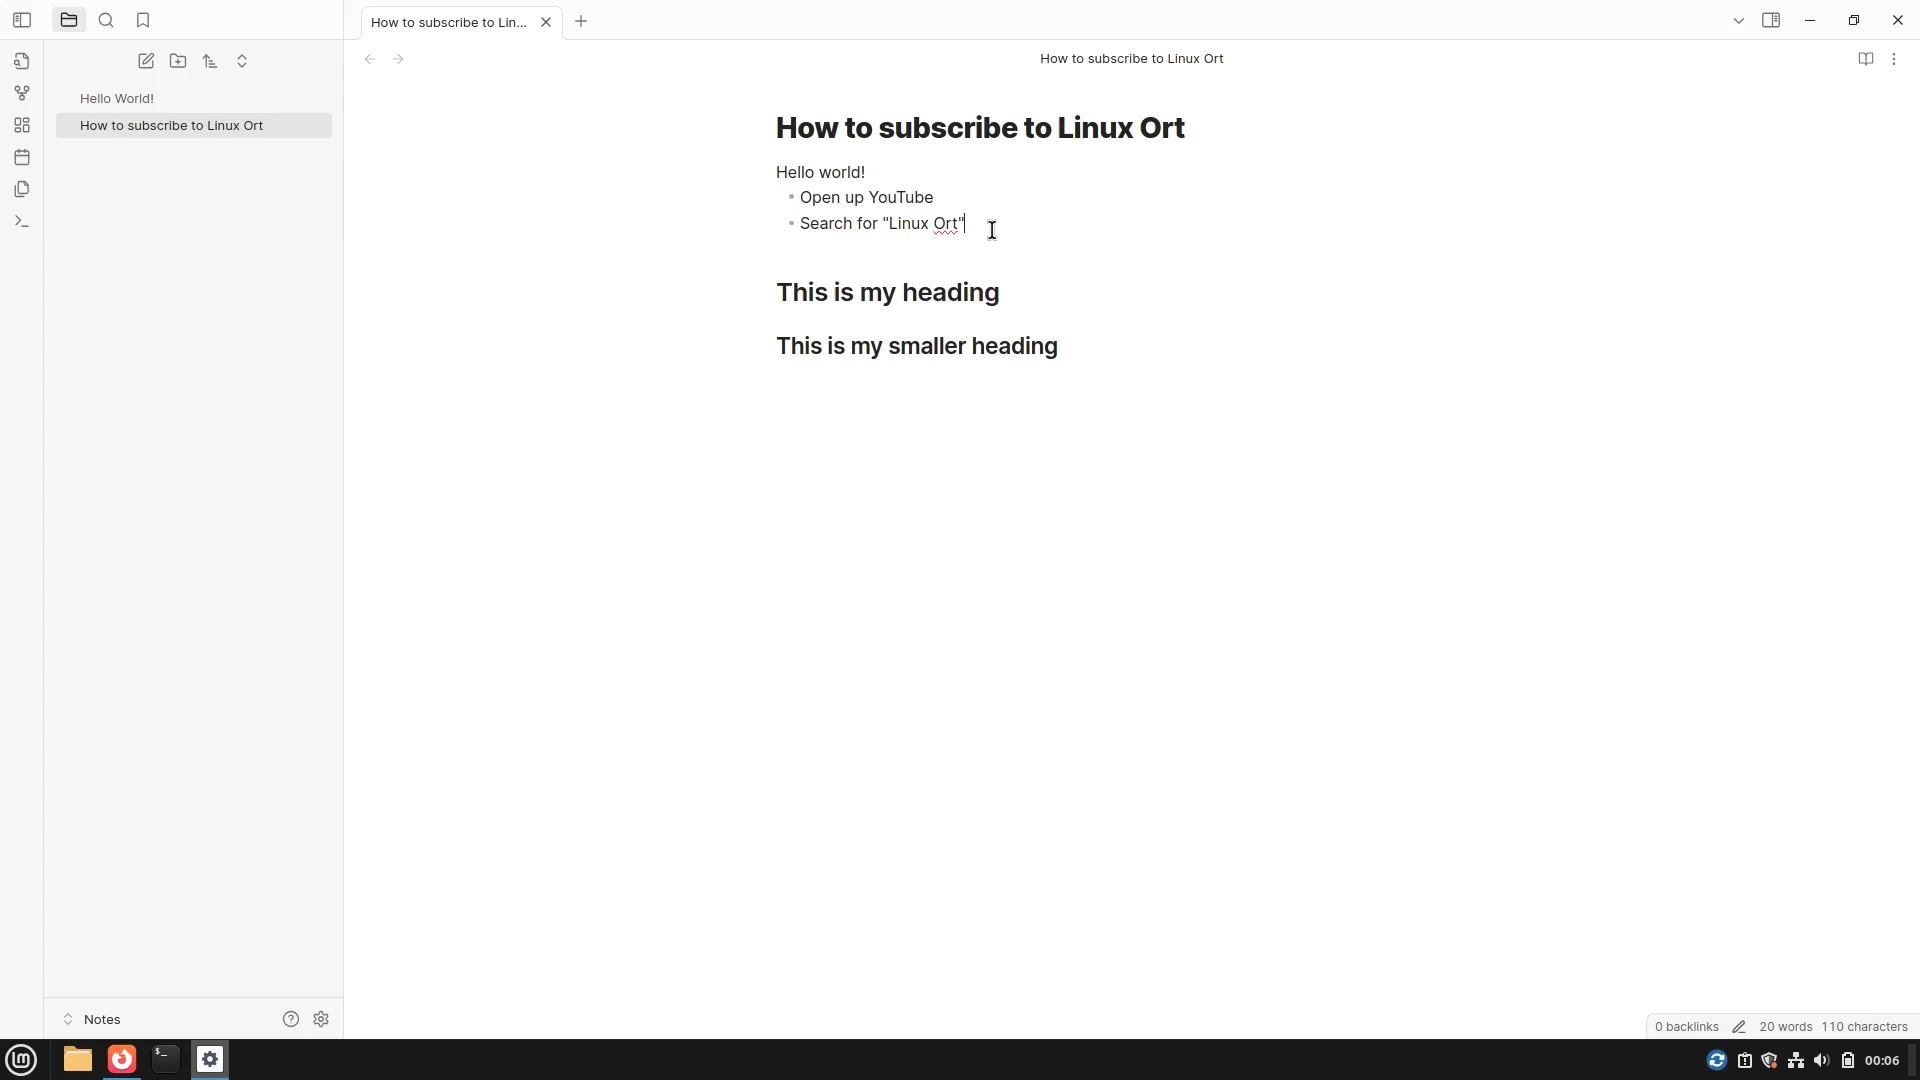 How to subscribe to Lin...
How to subscribe to Linux Ort
Hello World!
How to subscribe to Linux Ort
How to subscribe to Linux Ort
Hello world!
Open up YouTube
Search for "Linux Ort"
This is my heading
This is my smaller heading
Notes
0 backlinks 20 words 110 characters
00:06